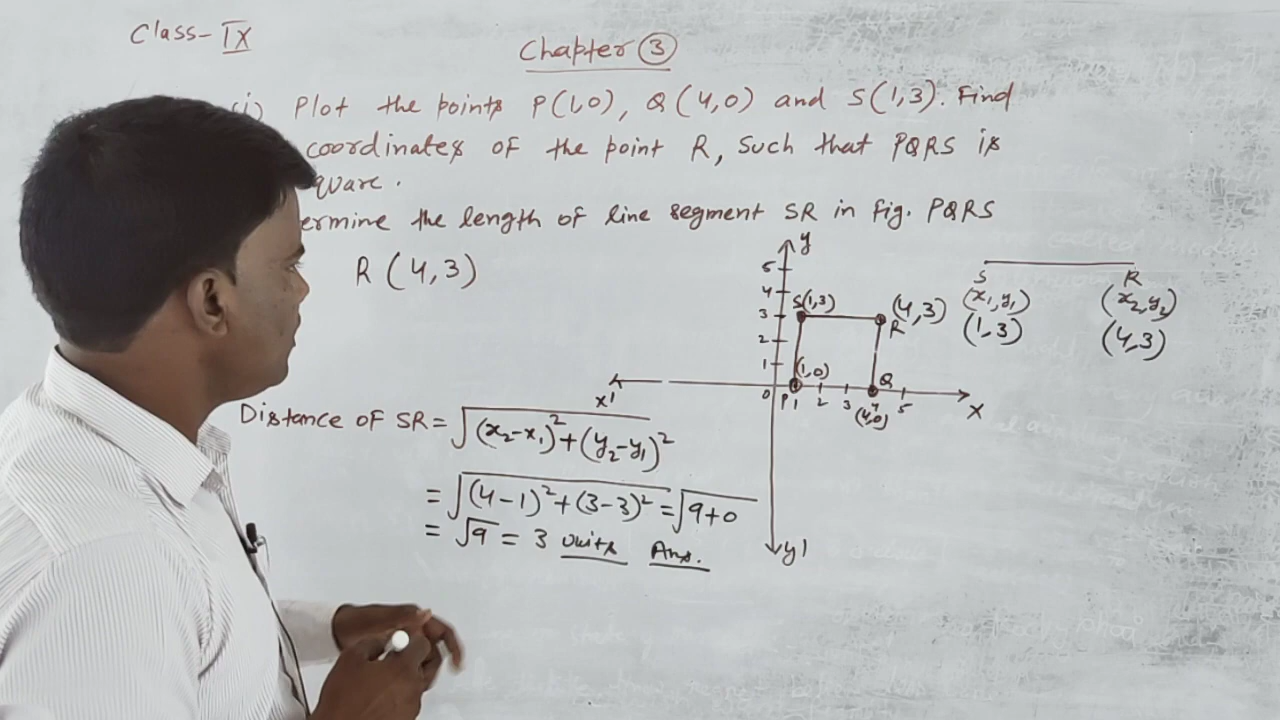 Class-IX
Chapter 3
(i) Plot the points P(1,0), Q(4,0) and S(1,3). Find
coordinates of the point R, such that PQRS is
quare.
ermine the length of line segment SR in fig. PQRS
R (4,3)
y
5
4
3
2
1
0
S(1,3)
(4,3)
R
(1,0)
Q
x'
P 1 2 3 4 5
(4,0)
x
y'
S R
(x₁,y₁) (x₂,y₂)
(1,3) (4,3)
Distance of SR = √(x₂-x₁)²+(y₂-y₁)²
= √(4-1)²+(3-3)² = √9+0
= √9 = 3 units Ans.